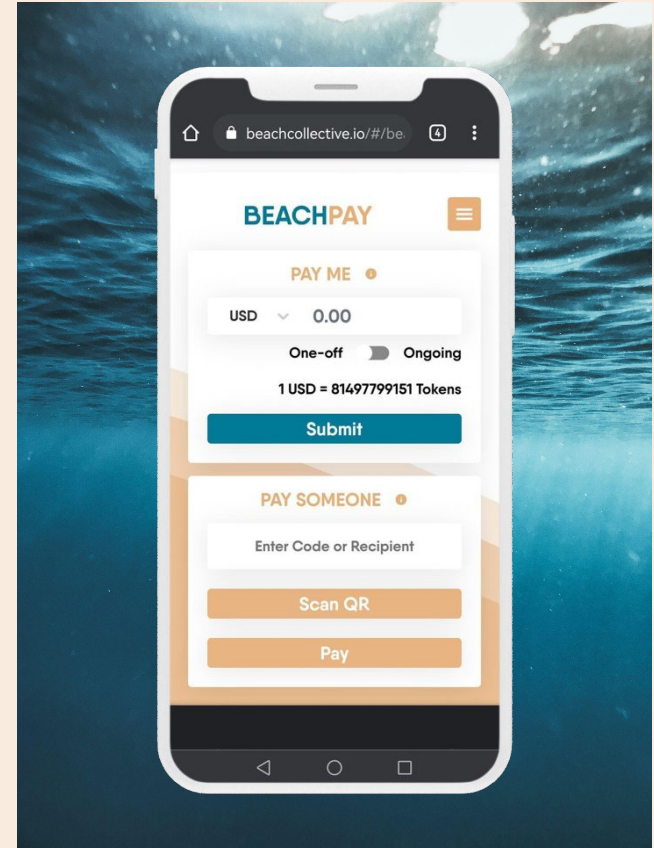 beachcollective.io/#/be
4
BEACHPAY
PAY ME
USD 0.00
One-off Ongoing
1 USD = 81497799151 Tokens
Submit
PAY SOMEONE
Enter Code or Recipient
Scan QR
Pay